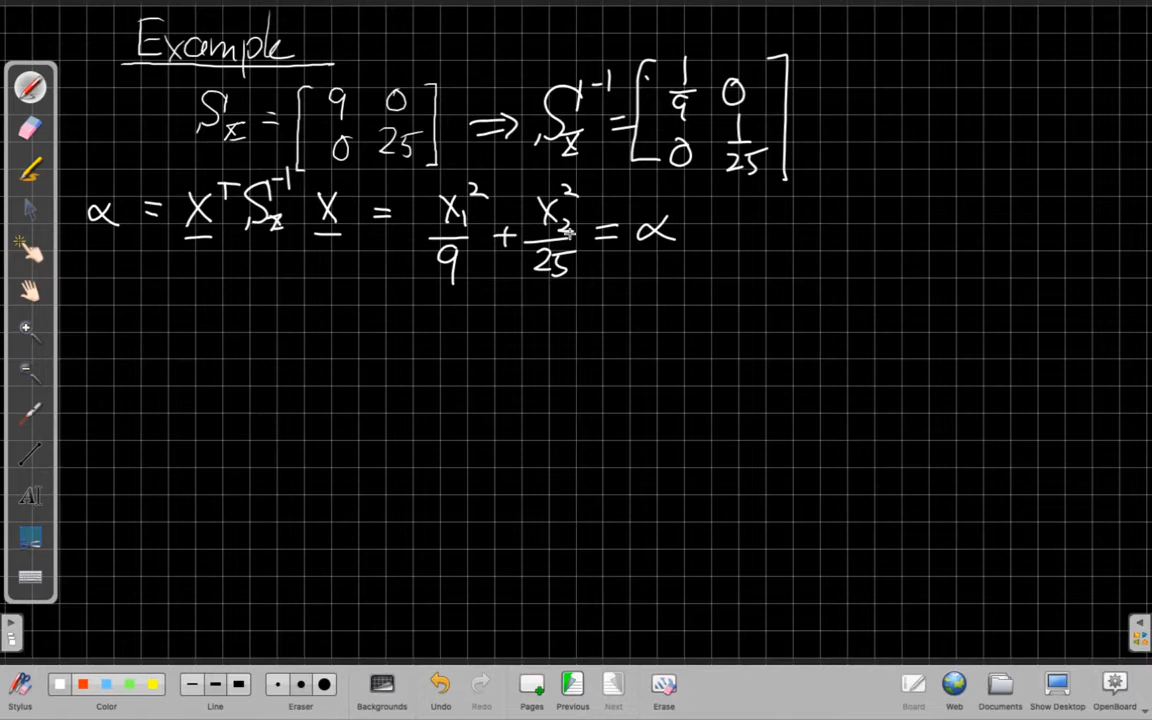 Example
S_x = [9 0; 0 25] ⟹ S_x^-1 = [1/9 0; 0 1/25]
α = X^T S_x^-1 X = X_1^2/9 + X_2^2/25 = α
Stylus Color Line Eraser Backgrounds Undo Redo Pages Previous Next Erase Board Web Documents Show Desktop OpenBoard